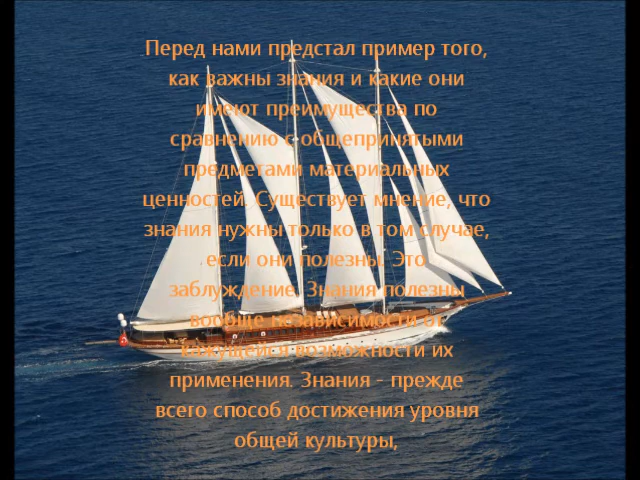 Перед нами предстал пример того,
как важны знания и какие они
имеют преимущества по
сравнению с общепринятыми
предметами материальных
ценностей. Существует мнение, что
знания нужны только в том случае,
если они полезны. Это
заблуждение. Знания полезны
вообще независимости от
кажущейся возможности их
применения. Знания - прежде
всего способ достижения уровня
общей культуры,